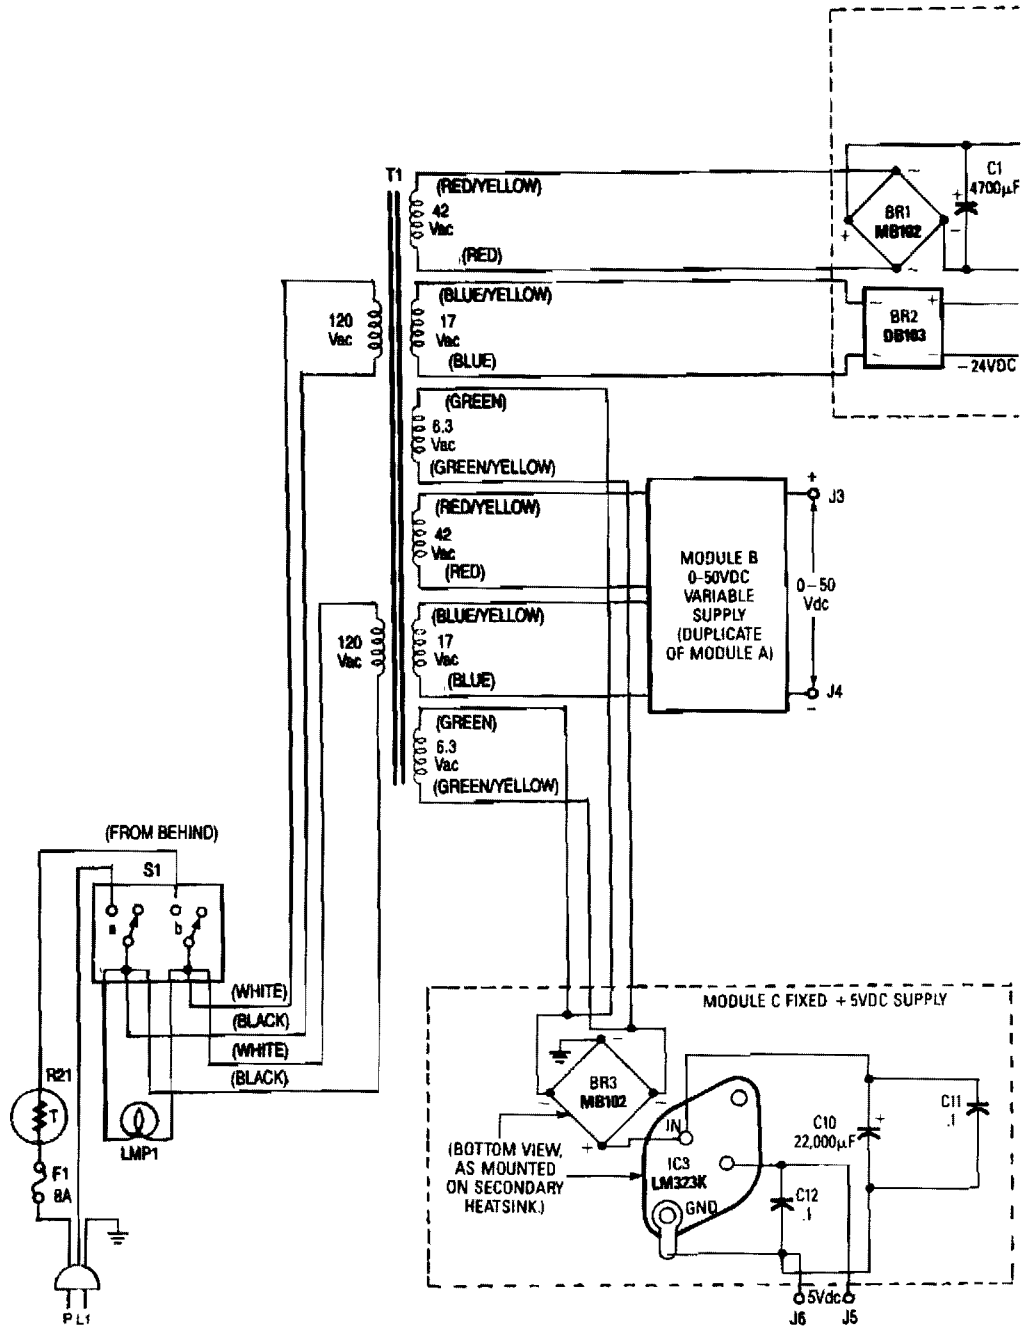 T1
(RED/YELLOW)
42
Vac
(RED)
C1
4700µF
+
-
BR1
MB102
+
~
~
(BLUE/YELLOW)
17
Vac
(BLUE)
120
Vac
BR2
DB103
~
+
~
-
-24VDC
(GREEN)
6.3
Vac
(GREEN/YELLOW)
(RED/YELLOW)
42
Vac
(RED)
MODULE B
0-50VDC
VARIABLE
SUPPLY
(DUPLICATE
OF MODULE A)
+
J3
0-50
Vdc
J4
-
120
Vac
(BLUE/YELLOW)
17
Vac
(BLUE)
(GREEN)
6.3
Vac
(GREEN/YELLOW)
(FROM BEHIND)
S1
a
b
(WHITE)
(BLACK)
(WHITE)
(BLACK)
R21
T
LMP1
F1
8A
PL1
MODULE C FIXED +5VDC SUPPLY
BR3
MB102
-
~
~
+
IN
(BOTTOM VIEW,
AS MOUNTED
ON SECONDARY
HEATSINK.)
IC3
LM323K
GND
C10
22,000µF
+
C11
.1
C12
.1
5Vdc
J6
J5